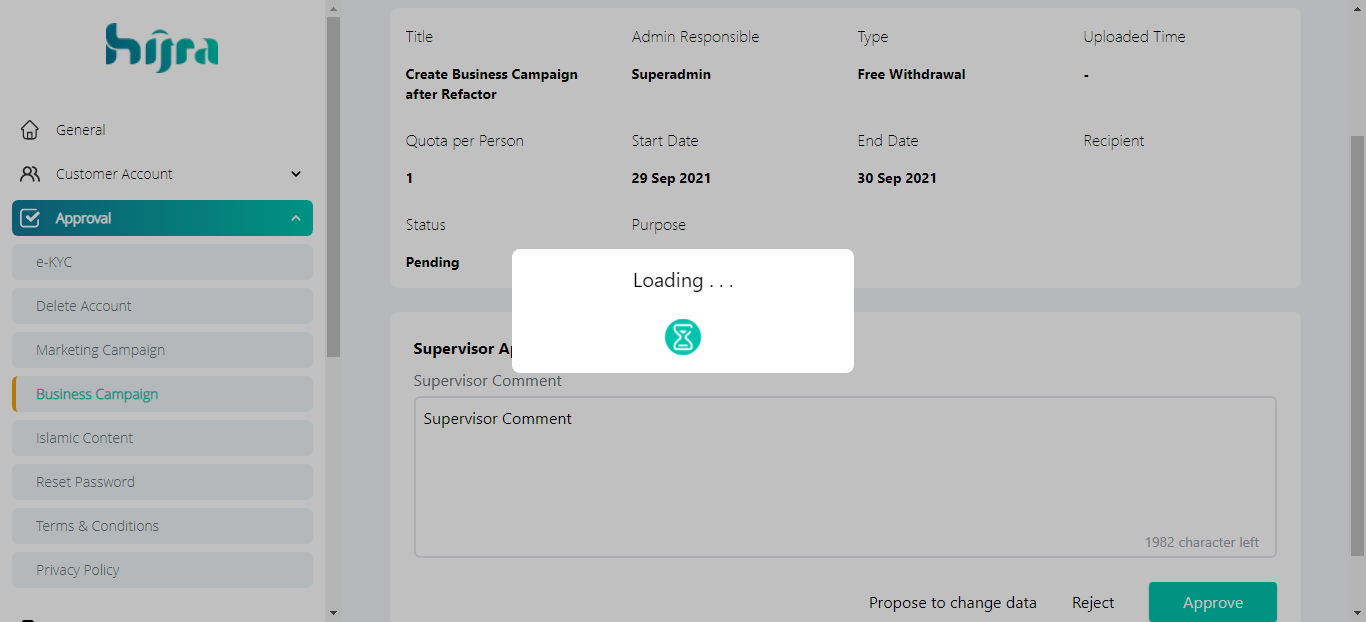 hijra
General
Customer Account
Approval
e-KYC
Delete Account
Marketing Campaign
Business Campaign
Islamic Content
Reset Password
Terms & Conditions
Privacy Policy
Title
Admin Responsible
Type
Uploaded Time
Create Business Campaign
after Refactor
Superadmin
Free Withdrawal
-
Quota per Person
Start Date
End Date
Recipient
1
29 Sep 2021
30 Sep 2021
Status
Purpose
Pending
Loading . . .
Supervisor
Supervisor Comment
Supervisor Comment
1982 character left
Propose to change data
Reject
Approve